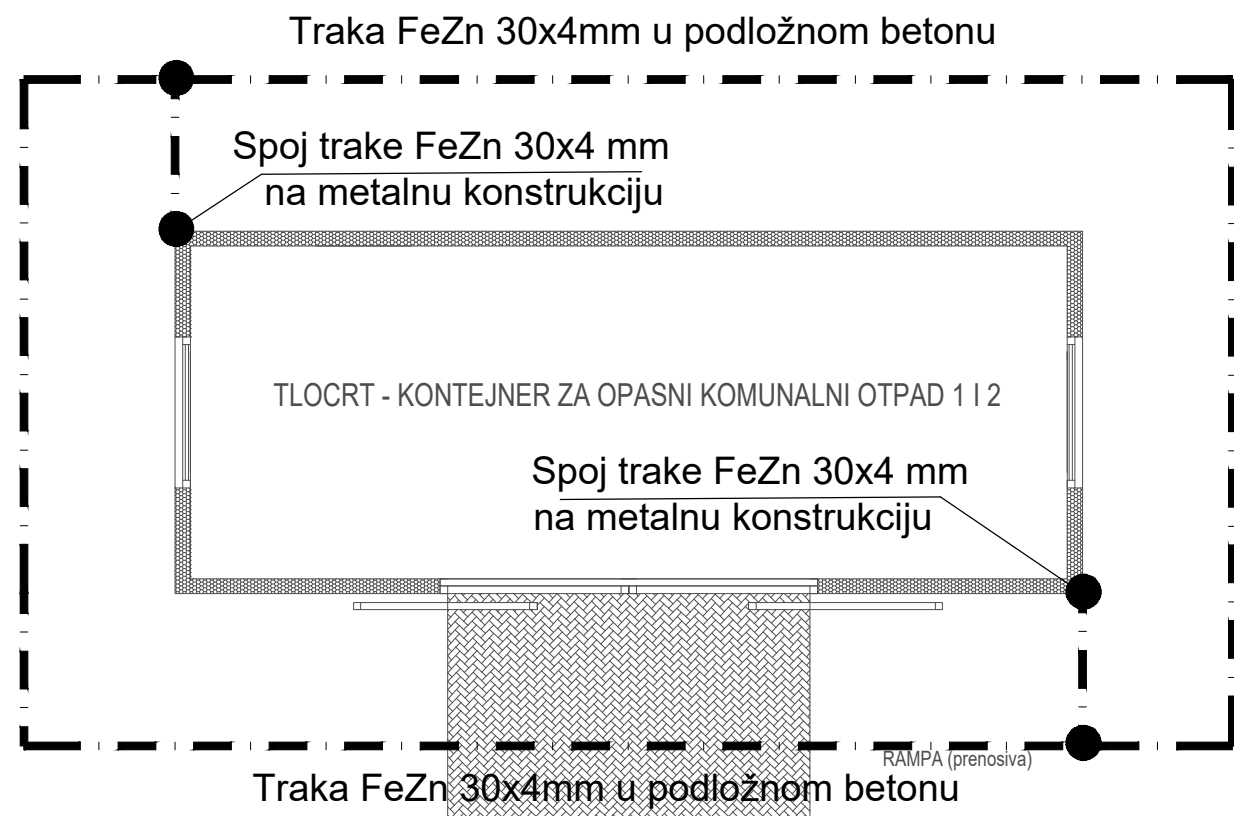 Traka FeZn 30x4mm u podložnom betonu
Spoj trake FeZn 30x4 mm
na metalnu konstrukciju
TLOCRT - KONTEJNER ZA OPASNI KOMUNALNI OTPAD 1 I 2
Spoj trake FeZn 30x4 mm
na metalnu konstrukciju
RAMPA (prenosiva)
Traka FeZn 30x4mm u podložnom betonu